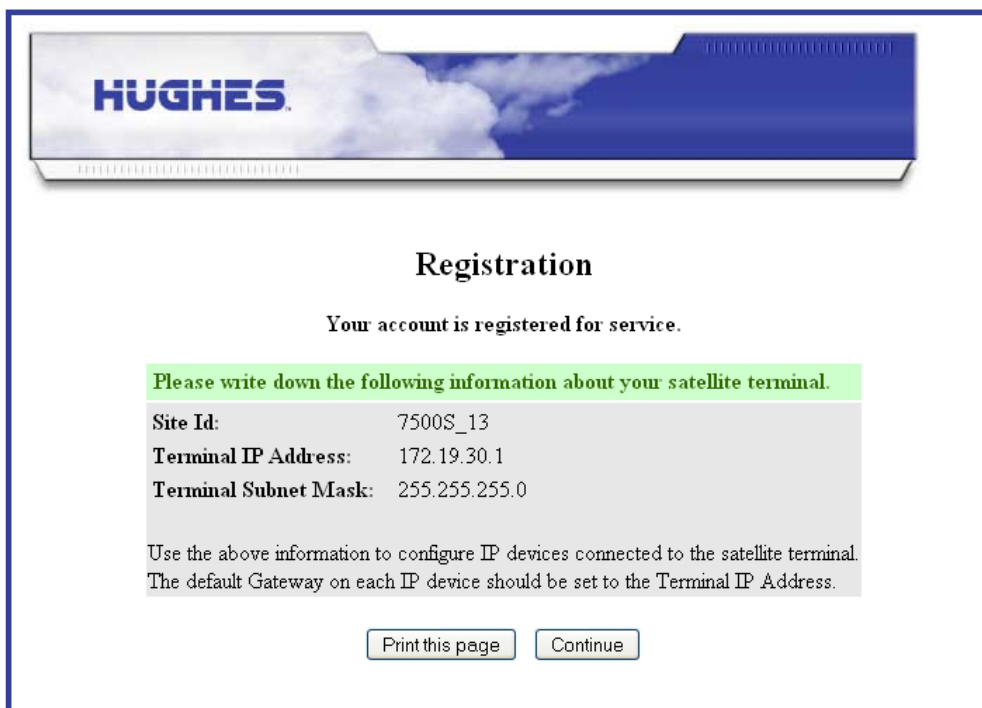 HUGHES.
Registration
Your account is registered for service.
Please write down the following information about your satellite terminal.
Site Id: 7500S_13
Terminal IP Address: 172.19.30.1
Terminal Subnet Mask: 255.255.255.0
Use the above information to configure IP devices connected to the satellite terminal.
The default Gateway on each IP device should be set to the Terminal IP Address.
Print this page Continue